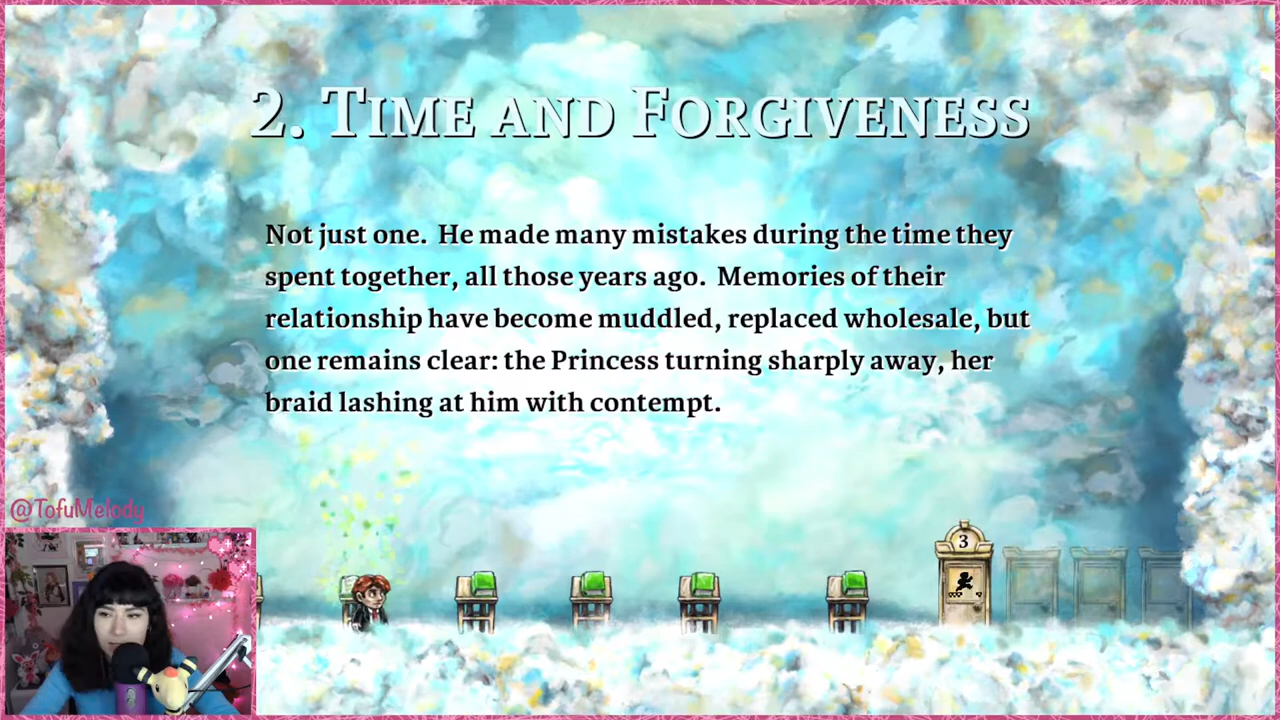 2. TIME AND FORGIVENESS
Not just one. He made many mistakes during the time they
spent together, all those years ago. Memories of their
relationship have become muddled, replaced wholesale, but
one remains clear: the Princess turning sharply away, her
braid lashing at him with contempt.
@TofuMelody
3